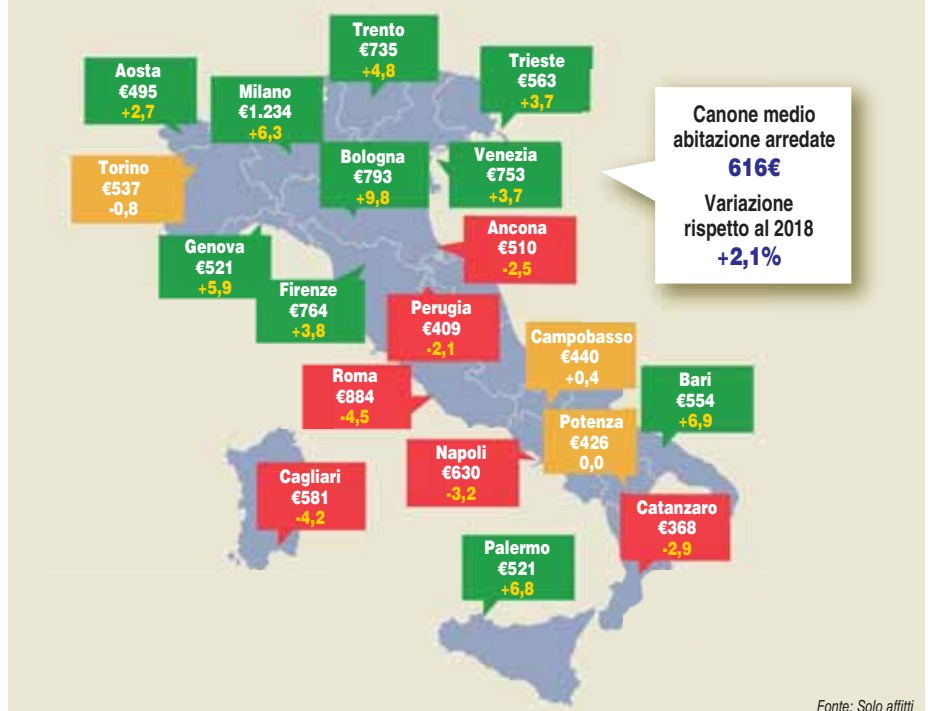 Trento
€735
+4,8
Trieste
€563
+3,7
Aosta
€495
+2,7
Milano
€1.234
+6,3
Canone medio
abitazione arredate
616€
Variazione
rispetto al 2018
+2,1%
Bologna
€793
+9,8
Venezia
€753
+3,7
Torino
€537
-0,8
Ancona
€510
-2,5
Genova
€521
+5,9
Firenze
€764
+3,8
Perugia
€409
-2,1
Campobasso
€440
+0,4
Roma
€884
-4,5
Bari
€554
+6,9
Potenza
€426
0,0
Napoli
€630
-3,2
Cagliari
€581
-4,2
Catanzaro
€368
-2,9
Palermo
€521
+6,8
Fonte: Solo affitti